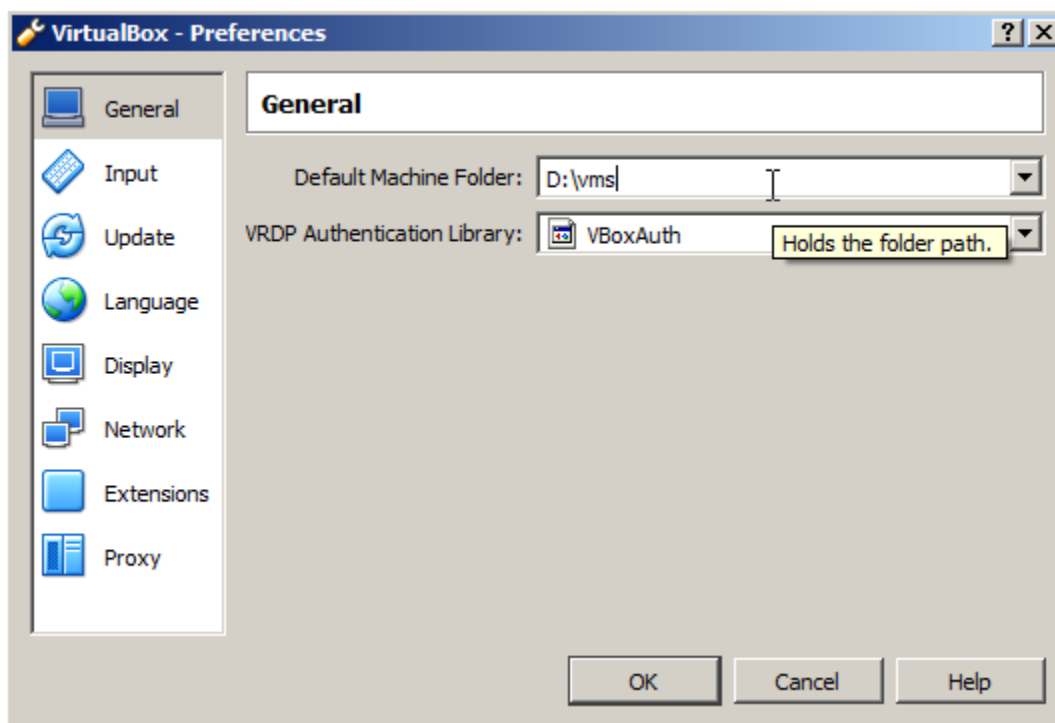 VirtualBox - Preferences
General
Input
Update
Language
Display
Network
Extensions
Proxy
General
Default Machine Folder: D:\vms
VRDP Authentication Library: VBoxAuth
Holds the folder path.
OK Cancel Help